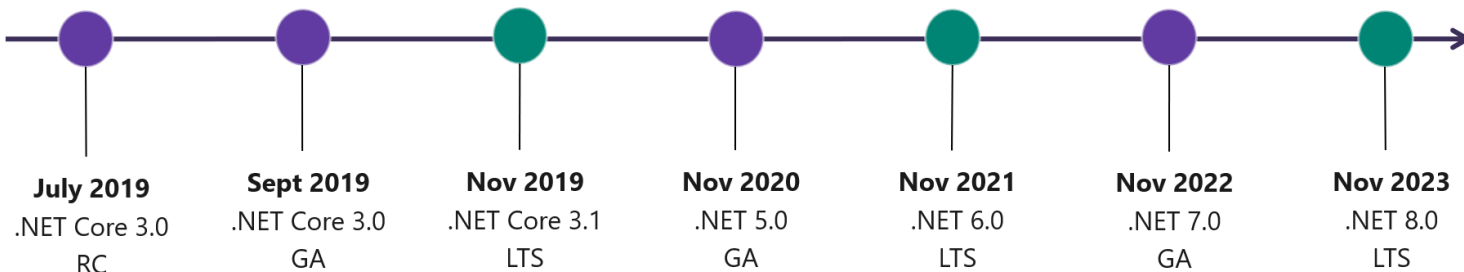 July 2019
.NET Core 3.0
RC
Sept 2019
.NET Core 3.0
GA
Nov 2019
.NET Core 3.1
LTS
Nov 2020
.NET 5.0
GA
Nov 2021
.NET 6.0
LTS
Nov 2022
.NET 7.0
GA
Nov 2023
.NET 8.0
LTS